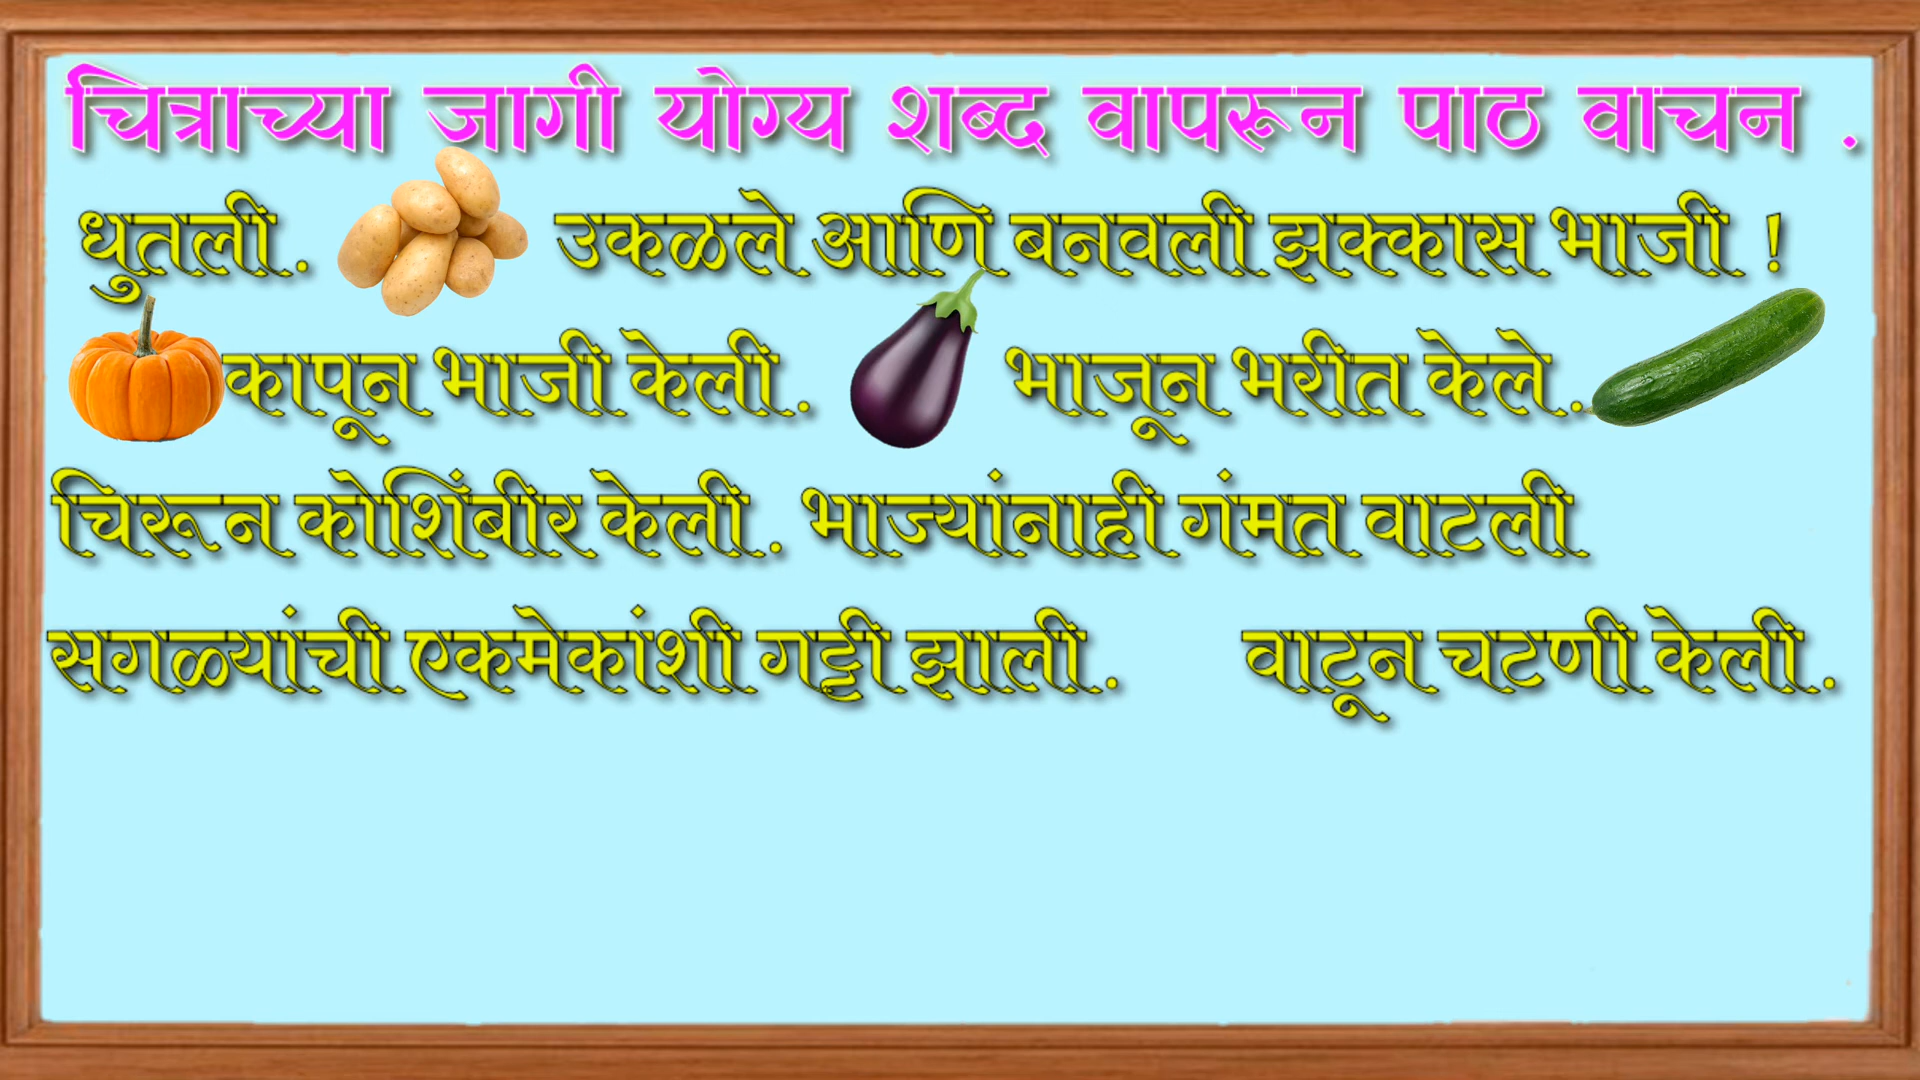 चित्राच्या जागी योग्य शब्द वापरून पाठ वाचन .
धुतली. उकळले आणि बनवली झक्कास भाजी !
कापून भाजी केली. भाजून भरीत केले.
चिरून कोशिंबीर केली. भाज्यांनाही गंमत वाटली
सगळ्यांची एकमेकांशी गट्टी झाली. वाटून चटणी केली.